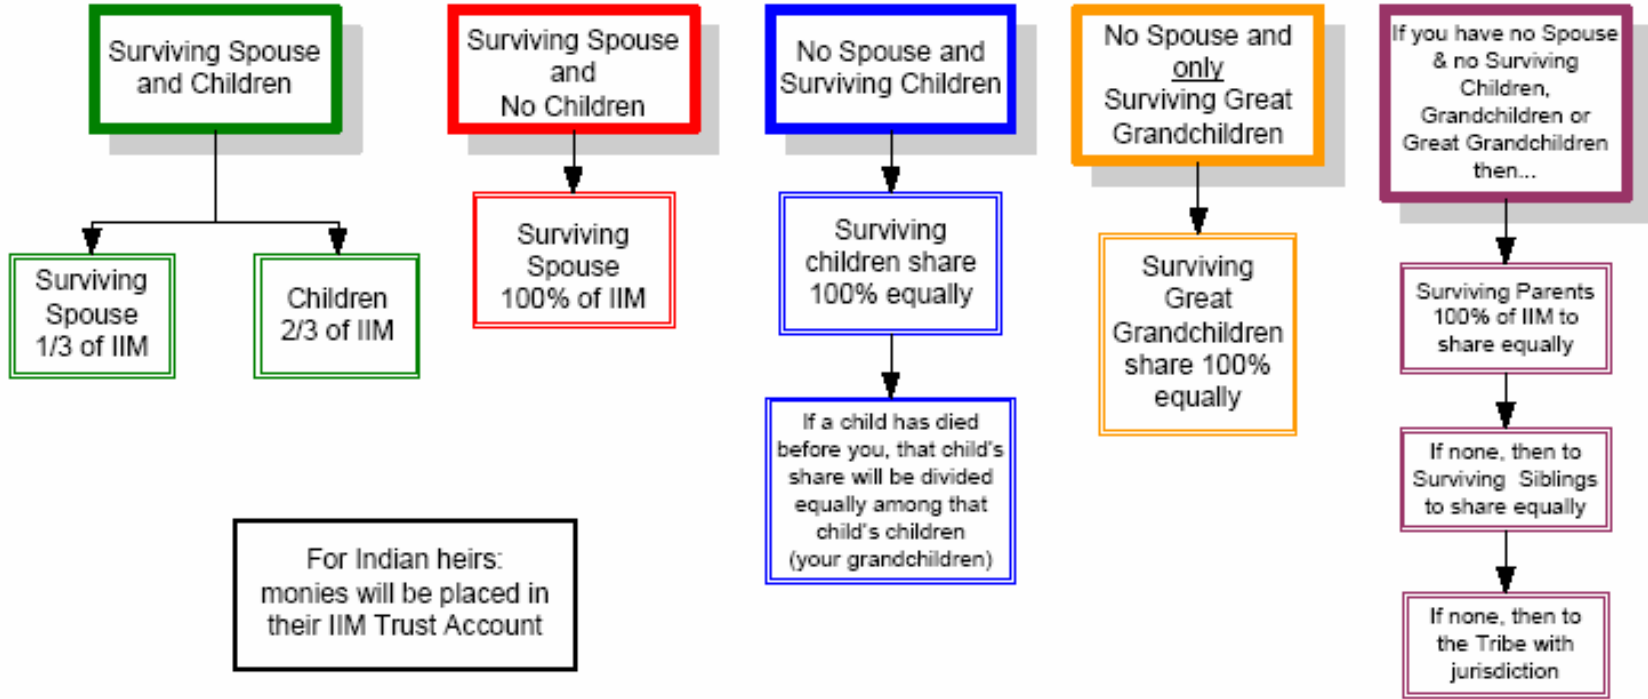 Surviving Spouse
and Children
Surviving
Spouse
1/3 of IIM
Children
2/3 of IIM
Surviving Spouse
and
No Children
Surviving
Spouse
100% of IIM
No Spouse and
Surviving Children
Surviving
children share
100% equally
If a child has died
before you, that child's
share will be divided
equally among that
child's children
(your grandchildren)
No Spouse and
only
Surviving Great
Grandchildren
Surviving
Great
Grandchildren
share 100%
equally
If you have no Spouse
& no Surviving
Children,
Grandchildren or
Great Grandchildren
then...
Surviving Parents
100% of IIM to
share equally
If none, then to
Surviving Siblings
to share equally
If none, then to
the Tribe with
jurisdiction
For Indian heirs:
monies will be placed in
their IIM Trust Account